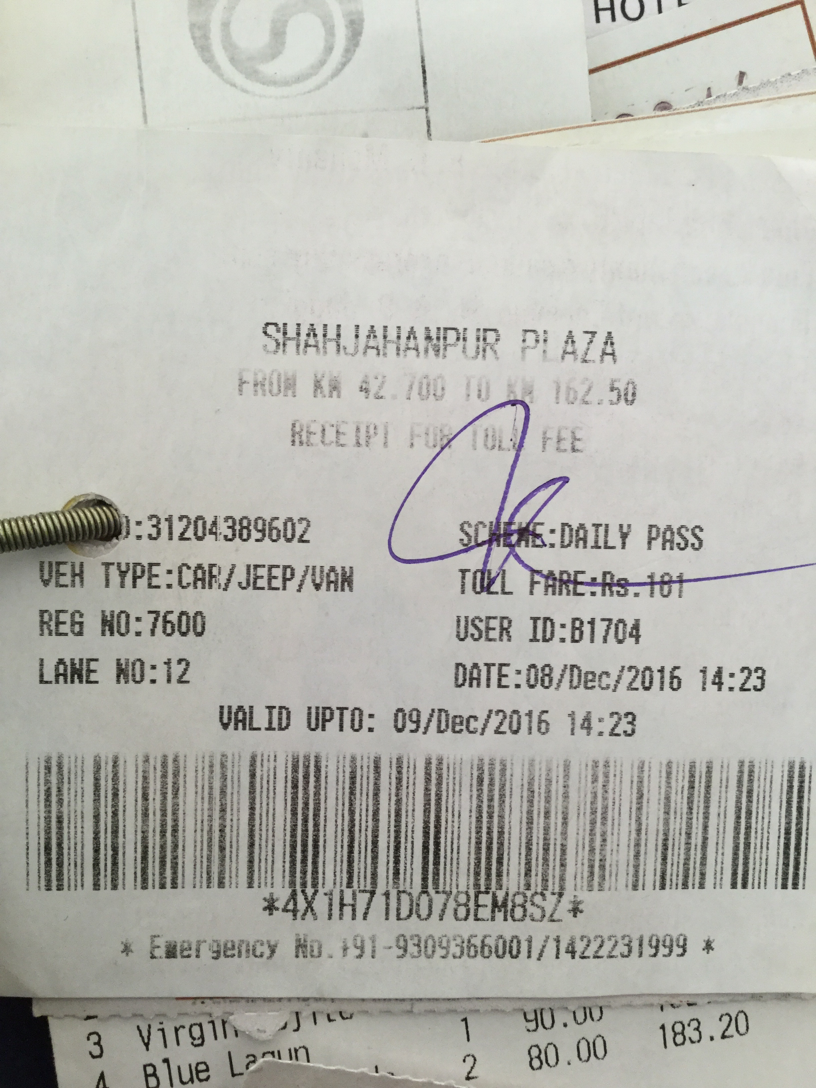 SHAHJAHANPUR PLAZA
FROM KM 42.700 TO KM 162.50
RECEIPT FOR TOLL FEE
:31204389602 SCHEME:DAILY PASS
VEH TYPE:CAR/JEEP/VAN TOLL FARE:Rs.181
REG NO:7600 USER ID:B1704
LANE NO:12 DATE:08/Dec/2016 14:23
VALID UPTO: 09/Dec/2016 14:23
*4X1H71DO78EM8SZ*
* Emergency No.+91-9309366001/1422231999 *
3 Virgin 1 90.00 183.20
4 Blue Lagun 2 80.00